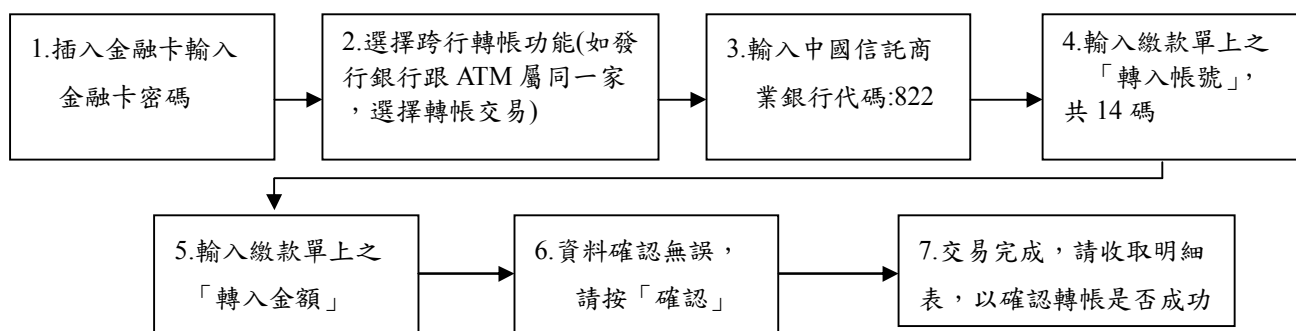 1.插入金融卡輸入
金融卡密碼
2.選擇跨行轉帳功能(如發
行銀行跟 ATM 屬同一家
,選擇轉帳交易)
3.輸入中國信託商
業銀行代碼:822
4.輸入繳款單上之
「轉入帳號」,
共 14 碼
5.輸入繳款單上之
「轉入金額」
6.資料確認無誤,
請按「確認」
7.交易完成,請收取明細
表,以確認轉帳是否成功